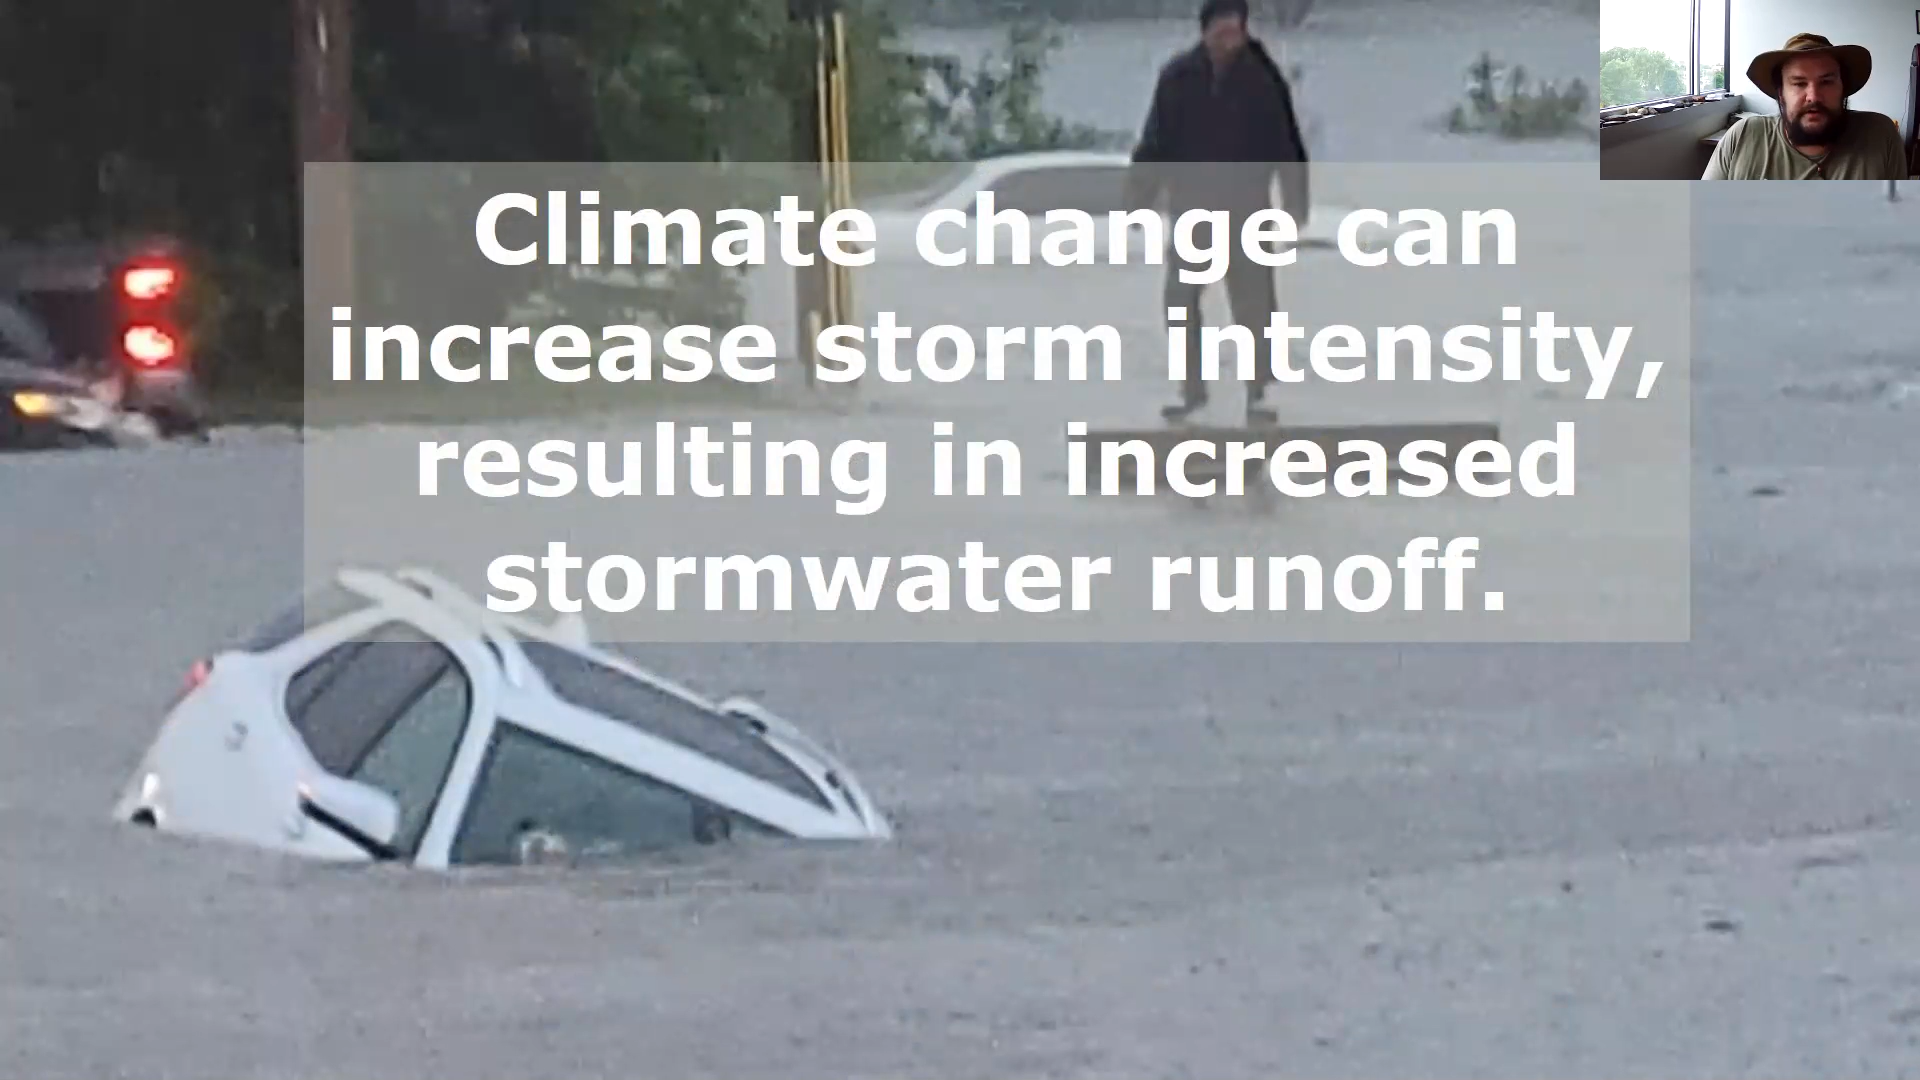 Climate change can
increase storm intensity,
resulting in increased
stormwater runoff.